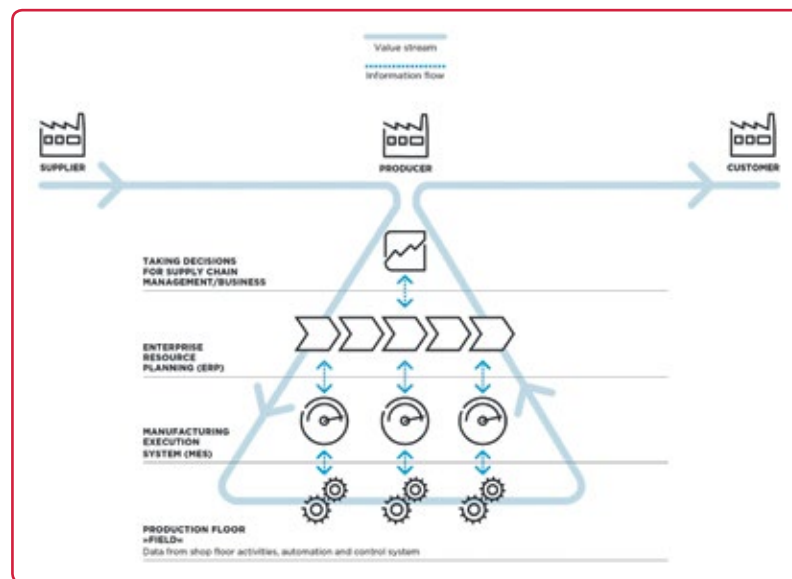 Value stream
Information flow
SUPPLIER
PRODUCER
CUSTOMER
TAKING DECISIONS
FOR SUPPLY CHAIN
MANAGEMENT/BUSINESS
ENTERPRISE
RESOURCE
PLANNING (ERP)
MANUFACTURING
EXECUTION
SYSTEM (MES)
PRODUCTION FLOOR
»FIELD«
Data from shop floor activities, automation and control system